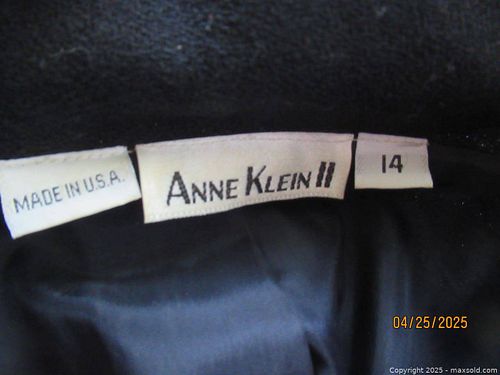 MADE IN U.S.A.
ANNE KLEIN II
14
04/25/2025
Copyright 2025 - maxsold.com